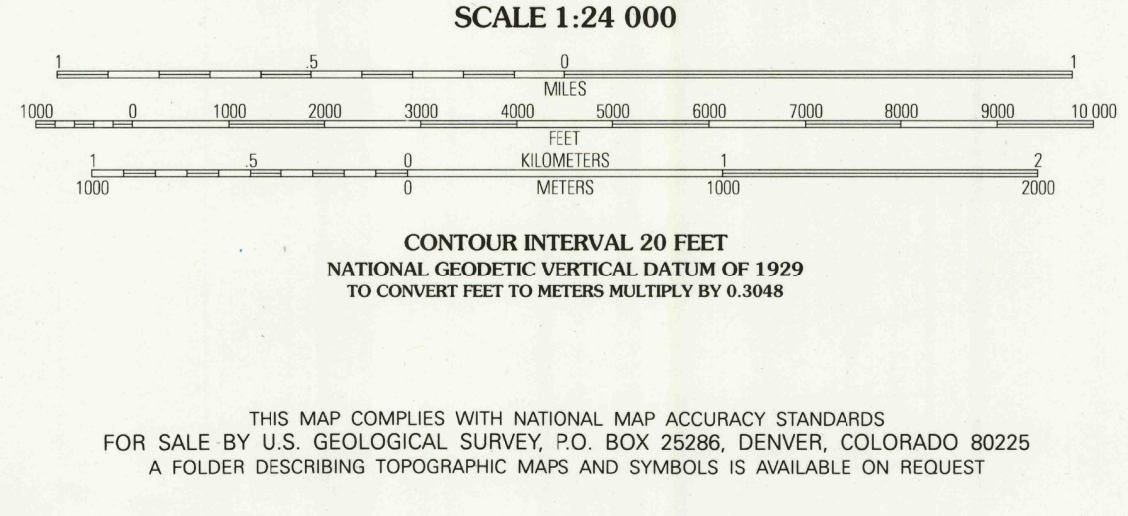 SCALE 1:24 000
1 .5 0 1
MILES
1000 0 1000 2000 3000 4000 5000 6000 7000 8000 9000 10 000
FEET
1 .5 0 KILOMETERS 1 2
1000 0 METERS 1000 2000
CONTOUR INTERVAL 20 FEET
NATIONAL GEODETIC VERTICAL DATUM OF 1929
TO CONVERT FEET TO METERS MULTIPLY BY 0.3048
THIS MAP COMPLIES WITH NATIONAL MAP ACCURACY STANDARDS
FOR SALE BY U.S. GEOLOGICAL SURVEY, P.O. BOX 25286, DENVER, COLORADO 80225
A FOLDER DESCRIBING TOPOGRAPHIC MAPS AND SYMBOLS IS AVAILABLE ON REQUEST